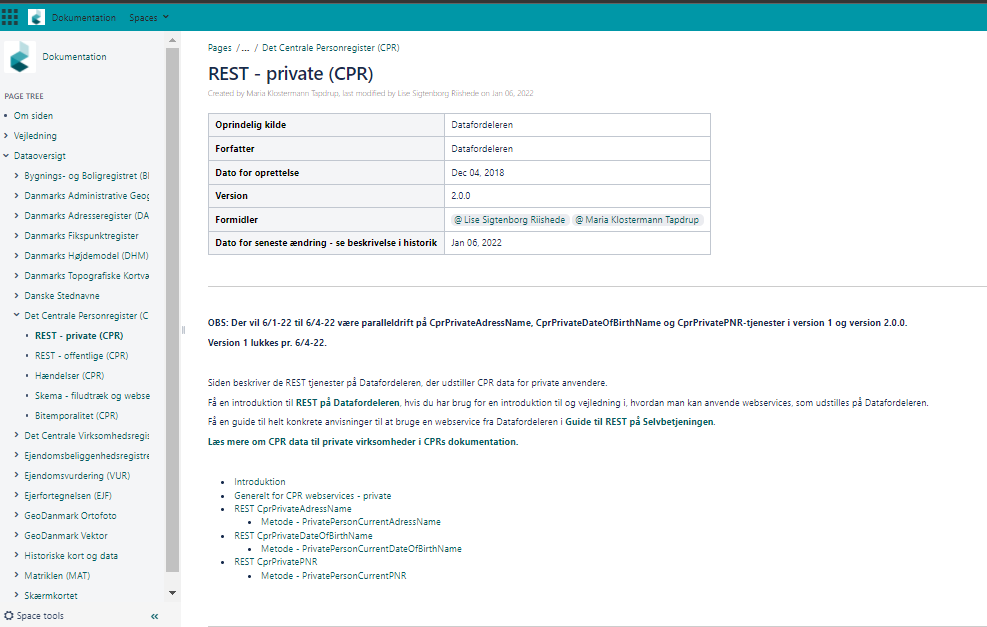 Dokumentation Spaces
Dokumentation
PAGE TREE
Om siden
Vejledning
Dataoversigt
Bygnings- og Boligregistret (BI
Danmarks Administrative Geog
Danmarks Adresseregister (DA
Danmarks Fikspunktregister
Danmarks Højdemodel (DHM)
Danmarks Topografiske Kortva
Danske Stednavne
Det Centrale Personregister (C
REST - private (CPR)
REST - offentlige (CPR)
Hændelser (CPR)
Skema - filudtræk og webse
Bitemporalitet (CPR)
Det Centrale Virksomhedsregis
Ejendomsbeliggenhedsregistre
Ejendomsvurdering (VUR)
Ejerfortegnelsen (EJF)
GeoDanmark Ortofoto
GeoDanmark Vektor
Historiske kort og data
Matriklen (MAT)
Skærmkortet
Space tools «
Pages /... / Det Centrale Personregister (CPR)
REST - private (CPR)
Created by Maria Klostermann Tapdrup, last modified by Lise Sigtenborg Riishede on Jan 06, 2022
Oprindelig kilde Datafordeleren
Forfatter Datafordeleren
Dato for oprettelse Dec 04, 2018
Version 2.0.0
Formidler @ Lise Sigtenborg Riishede @ Maria Klostermann Tapdrup
Dato for seneste ændring - se beskrivelse i historik Jan 06, 2022
OBS: Der vil 6/1-22 til 6/4-22 være paralleldrift på CprPrivateAdressName, CprPrivateDateOfBirthName og CprPrivatePNR-tjenester i version 1 og version 2.0.0.
Version 1 lukkes pr. 6/4-22.
Siden beskriver de REST tjenester på Datafordeleren, der udstiller CPR data for private anvendere.
Få en introduktion til REST på Datafordeleren, hvis du har brug for en introduktion til og vejledning i, hvordan man kan anvende webservices, som udstilles på Datafordeleren.
Få en guide til helt konkrete anvisninger til at bruge en webservice fra Datafordeleren i Guide til REST på Selvbetjeningen.
Læs mere om CPR data til private virksomheder i CPRs dokumentation.
Introduktion
Generelt for CPR webservices - private
REST CprPrivateAdressName
Metode - PrivatePersonCurrentAdressName
REST CprPrivateDateOfBirthName
Metode - PrivatePersonCurrentDateOfBirthName
REST CprPrivatePNR
Metode - PrivatePersonCurrentPNR